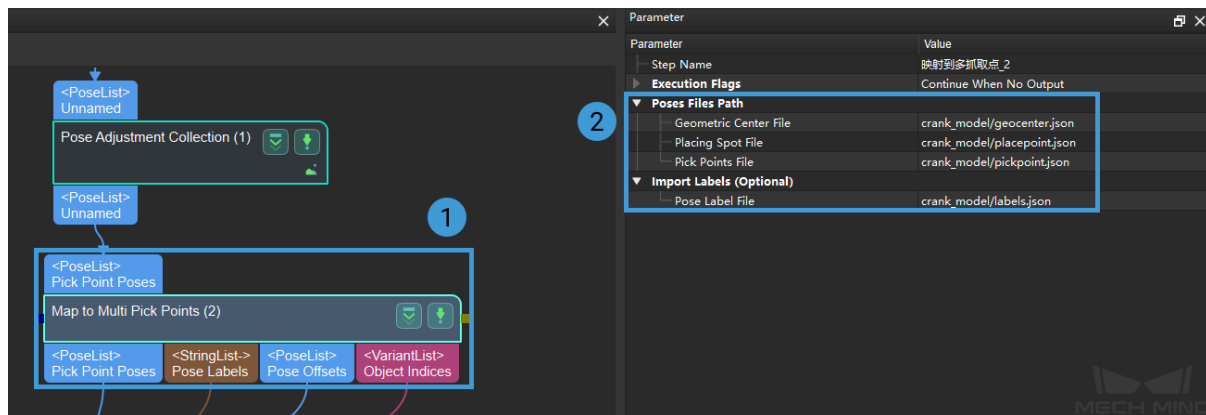 <PoseList>
Unnamed
Pose Adjustment Collection (1)
<PoseList>
Unnamed
1
<PoseList>
Pick Point Poses
Map to Multi Pick Points (2)
<PoseList>
Pick Point Poses
<StringList->
Pose Labels
<PoseList>
Pose Offsets
<VariantList>
Object Indices
Parameter
Parameter Value
Step Name 映射到多抓取点_2
Execution Flags Continue When No Output
2
Poses Files Path
Geometric Center File crank_model/geocenter.json
Placing Spot File crank_model/placepoint.json
Pick Points File crank_model/pickpoint.json
Import Labels (Optional)
Pose Label File crank_model/labels.json
MECH MIND